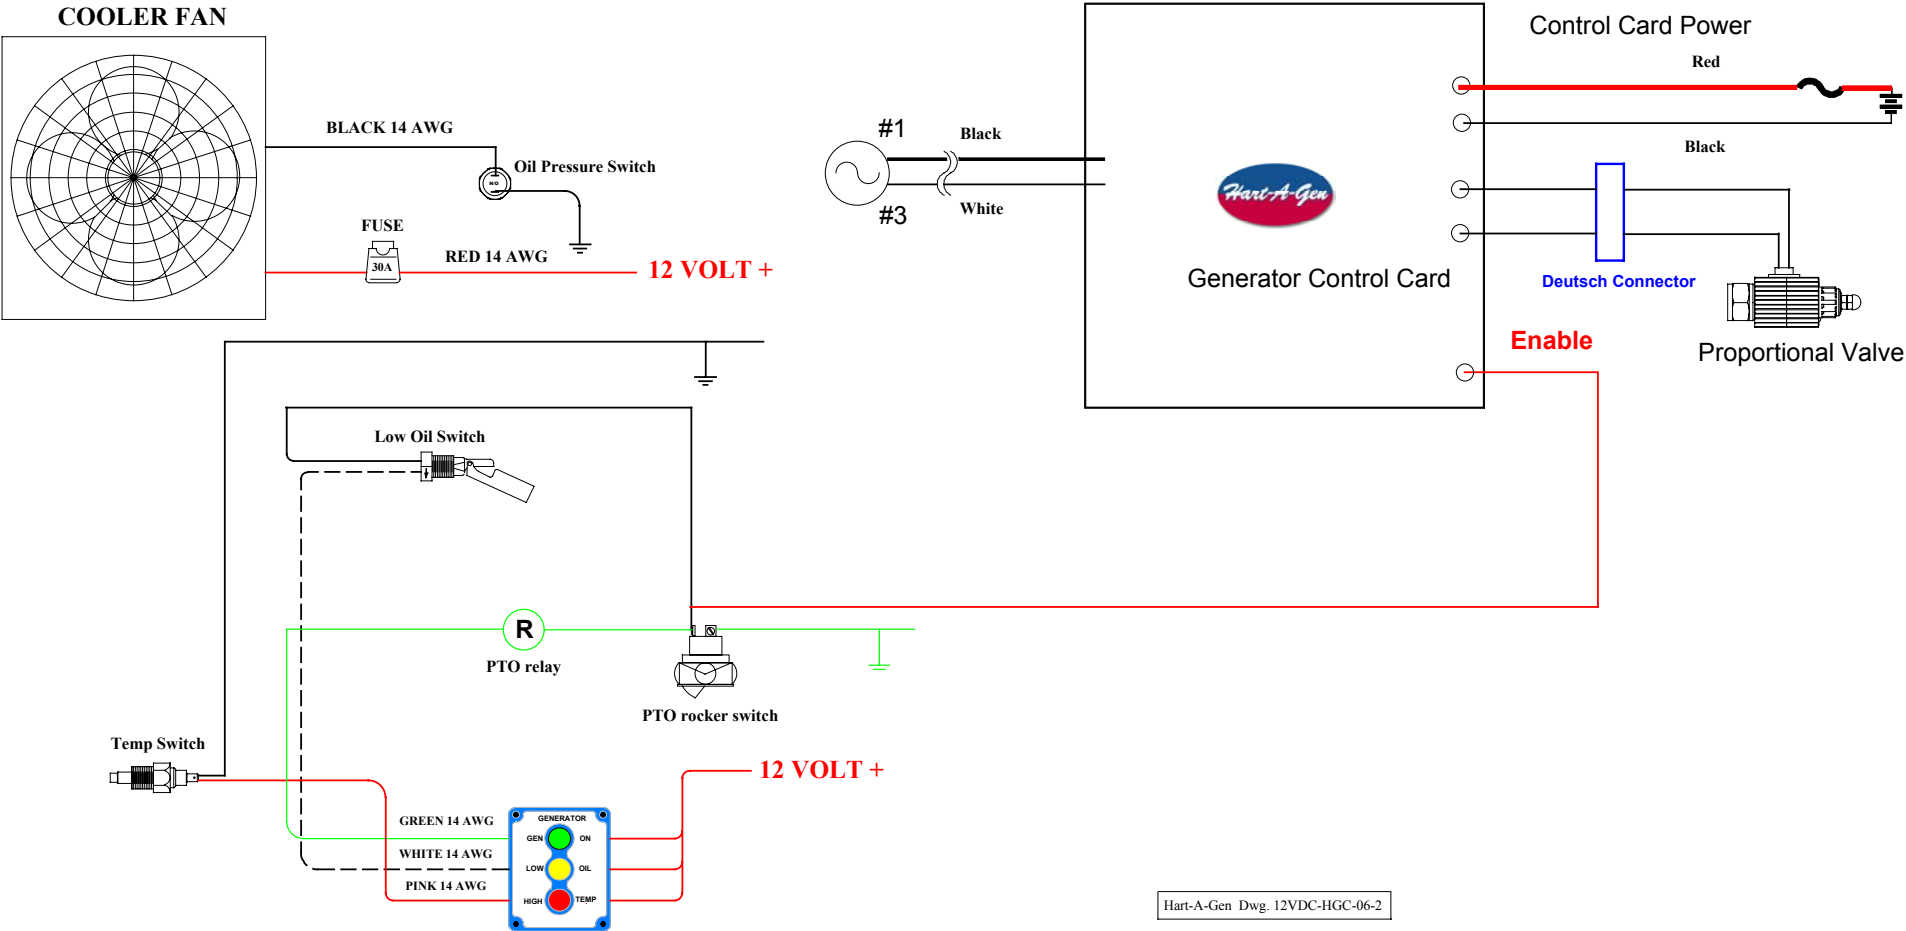 COOLER FAN
BLACK 14 AWG
N/O
Oil Pressure Switch
FUSE
30A
RED 14 AWG
12 VOLT +
#1
#3
Black
White
Hart-A-Gen
Generator Control Card
Control Card Power
Red
Black
Deutsch Connector
Proportional Valve
Enable
Low Oil Switch
R
PTO relay
PTO rocker switch
Temp Switch
12 VOLT +
GREEN 14 AWG
WHITE 14 AWG
PINK 14 AWG
GENERATOR
GEN ON
LOW OIL
HIGH TEMP
Hart-A-Gen Dwg. 12VDC-HGC-06-2